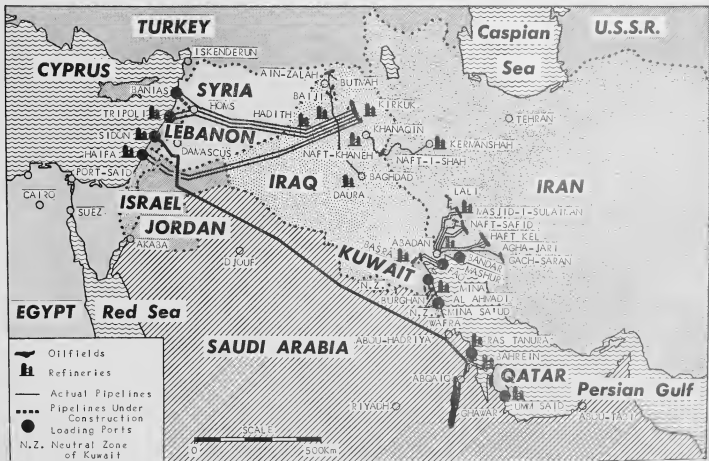 TURKEY
Caspian
Sea
U.S.S.R.
ISKENDERUN
CYPRUS
AIN-ZALAH
BUTMAH
BANIAS
SYRIA
BAIJI
TRIPOLI
HOMS
HADITH
KIRKUK
TEHRAN
SIDON
LEBANON
KHANAQIN
KERMANSHAH
HAIFA
DAMASCUS
NAFT-KHANEH
NAFT-I-SHAH
PORT-SAID
IRAQ
BAGHDAD
IRAN
CAIRO
SUEZ
ISRAEL
DAURA
LALI
MASJID-I-SULAIMAN
JORDAN
NAFT-SAFID
AKABA
DJOUF
BASRA
ABADAN
HAFT KEL
AGHA-JARI
GACH-SARAN
KUWAIT
BANDAR
MASHUR
EGYPT
Red Sea
N.Z.
MINA
AL AHMADI
BURGHAN
MINA SAUD
N.Z.
WAFRA
SAUDI ARABIA
ABOU-HADRIYA
RAS TANURA
BAHREIN
ABQAIQ
QATAR
Persian Gulf
RIYADH
GHAWAR
UMM SAID
Oilfields
Refineries
Actual Pipelines
Pipelines Under
Construction
Loading Ports
N.Z. Neutral Zone
of Kuwait
SCALE
0
500Km